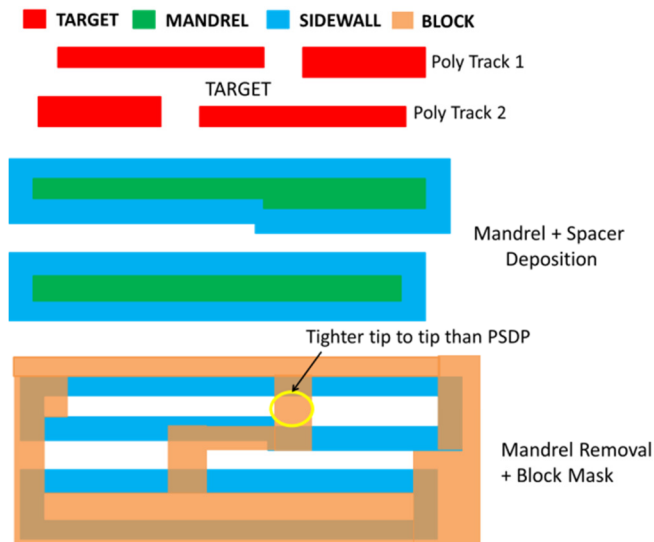 TARGET MANDREL SIDEWALL BLOCK
Poly Track 1
TARGET
Poly Track 2
Mandrel + Spacer
Deposition
Tighter tip to tip than PSDP
Mandrel Removal
+ Block Mask